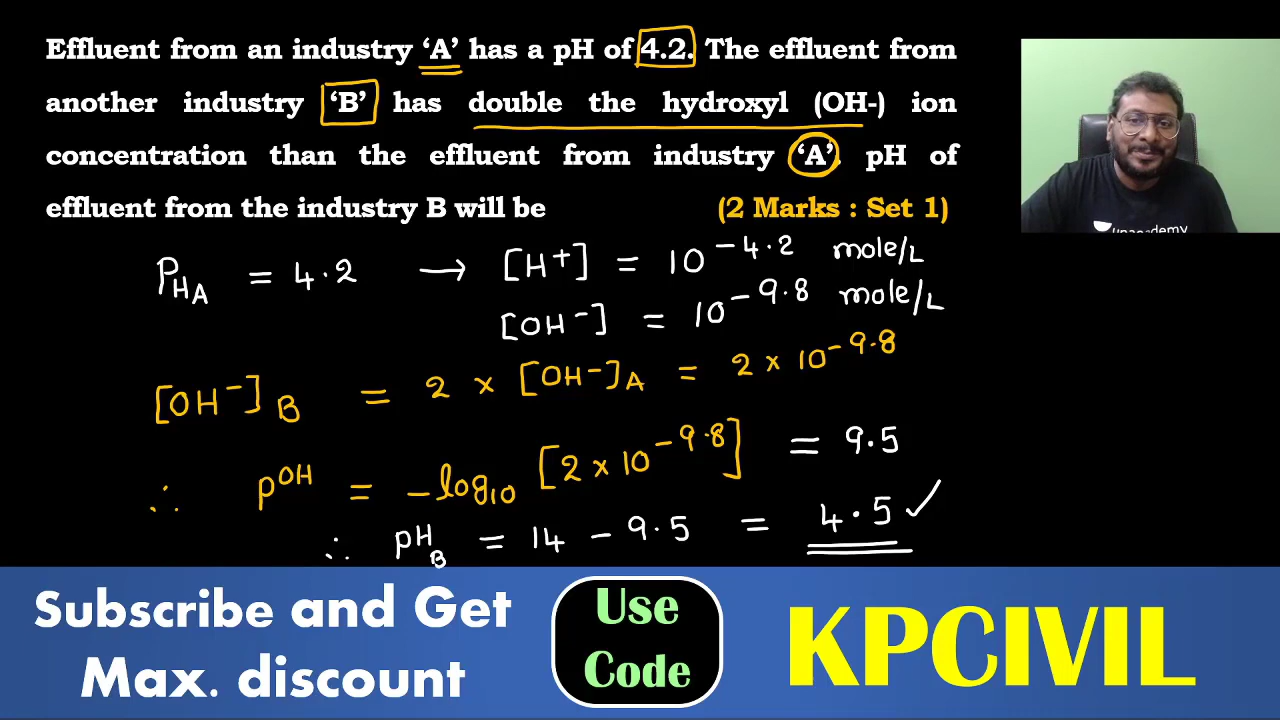 Effluent from an industry ‘A’ has a pH of 4.2. The effluent from
another industry ‘B’ has double the hydroxyl (OH-) ion
concentration than the effluent from industry ‘A’. pH of
effluent from the industry B will be (2 Marks : Set 1)
PHA = 4.2 → [H+] = 10^-4.2 mole/L
[OH-] = 10^-9.8 mole/L
[OH-]B = 2 × [OH-]A = 2 × 10^-9.8
∴ pOH = -log10 [2 × 10^-9.8] = 9.5
∴ pHB = 14 - 9.5 = 4.5 ✓
Subscribe and Get
Max. discount
Use
Code
KPCIVIL